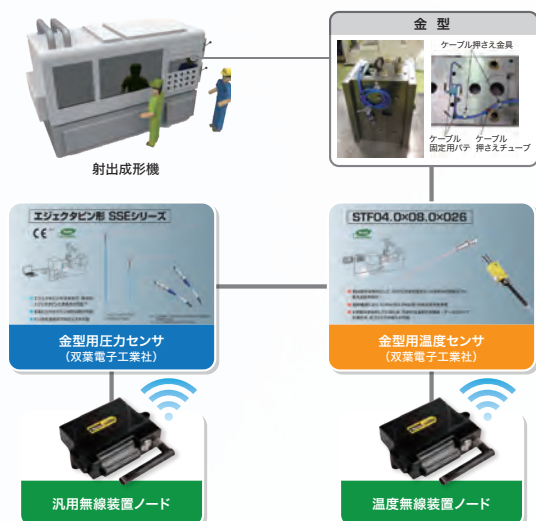 金 型
ケーブル押さえ金具
ケーブル
固定用パテ
ケーブル
押さえチューブ
射出成形機
エジェクタピン形 SSEシリーズ
CE
金型用圧力センサ
(双葉電子工業社)
STF04.0×08.0×026
金型用温度センサ
(双葉電子工業社)
汎用無線装置ノード
温度無線装置ノード